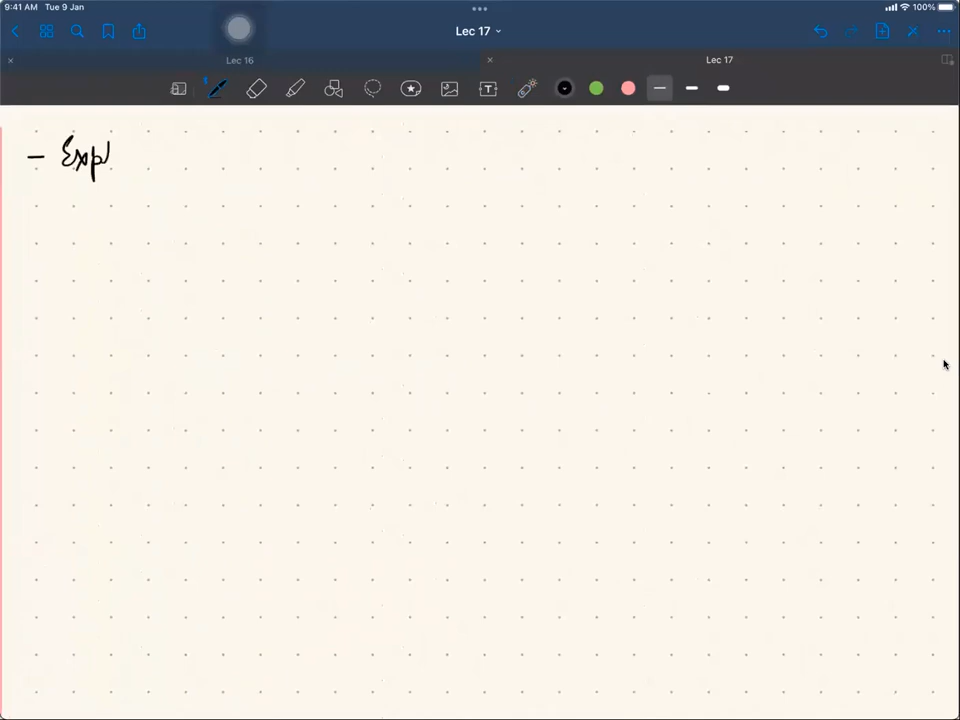 9:41 AM Tue 9 Jan 100%
Lec 17
Lec 16 Lec 17
T
- Expl